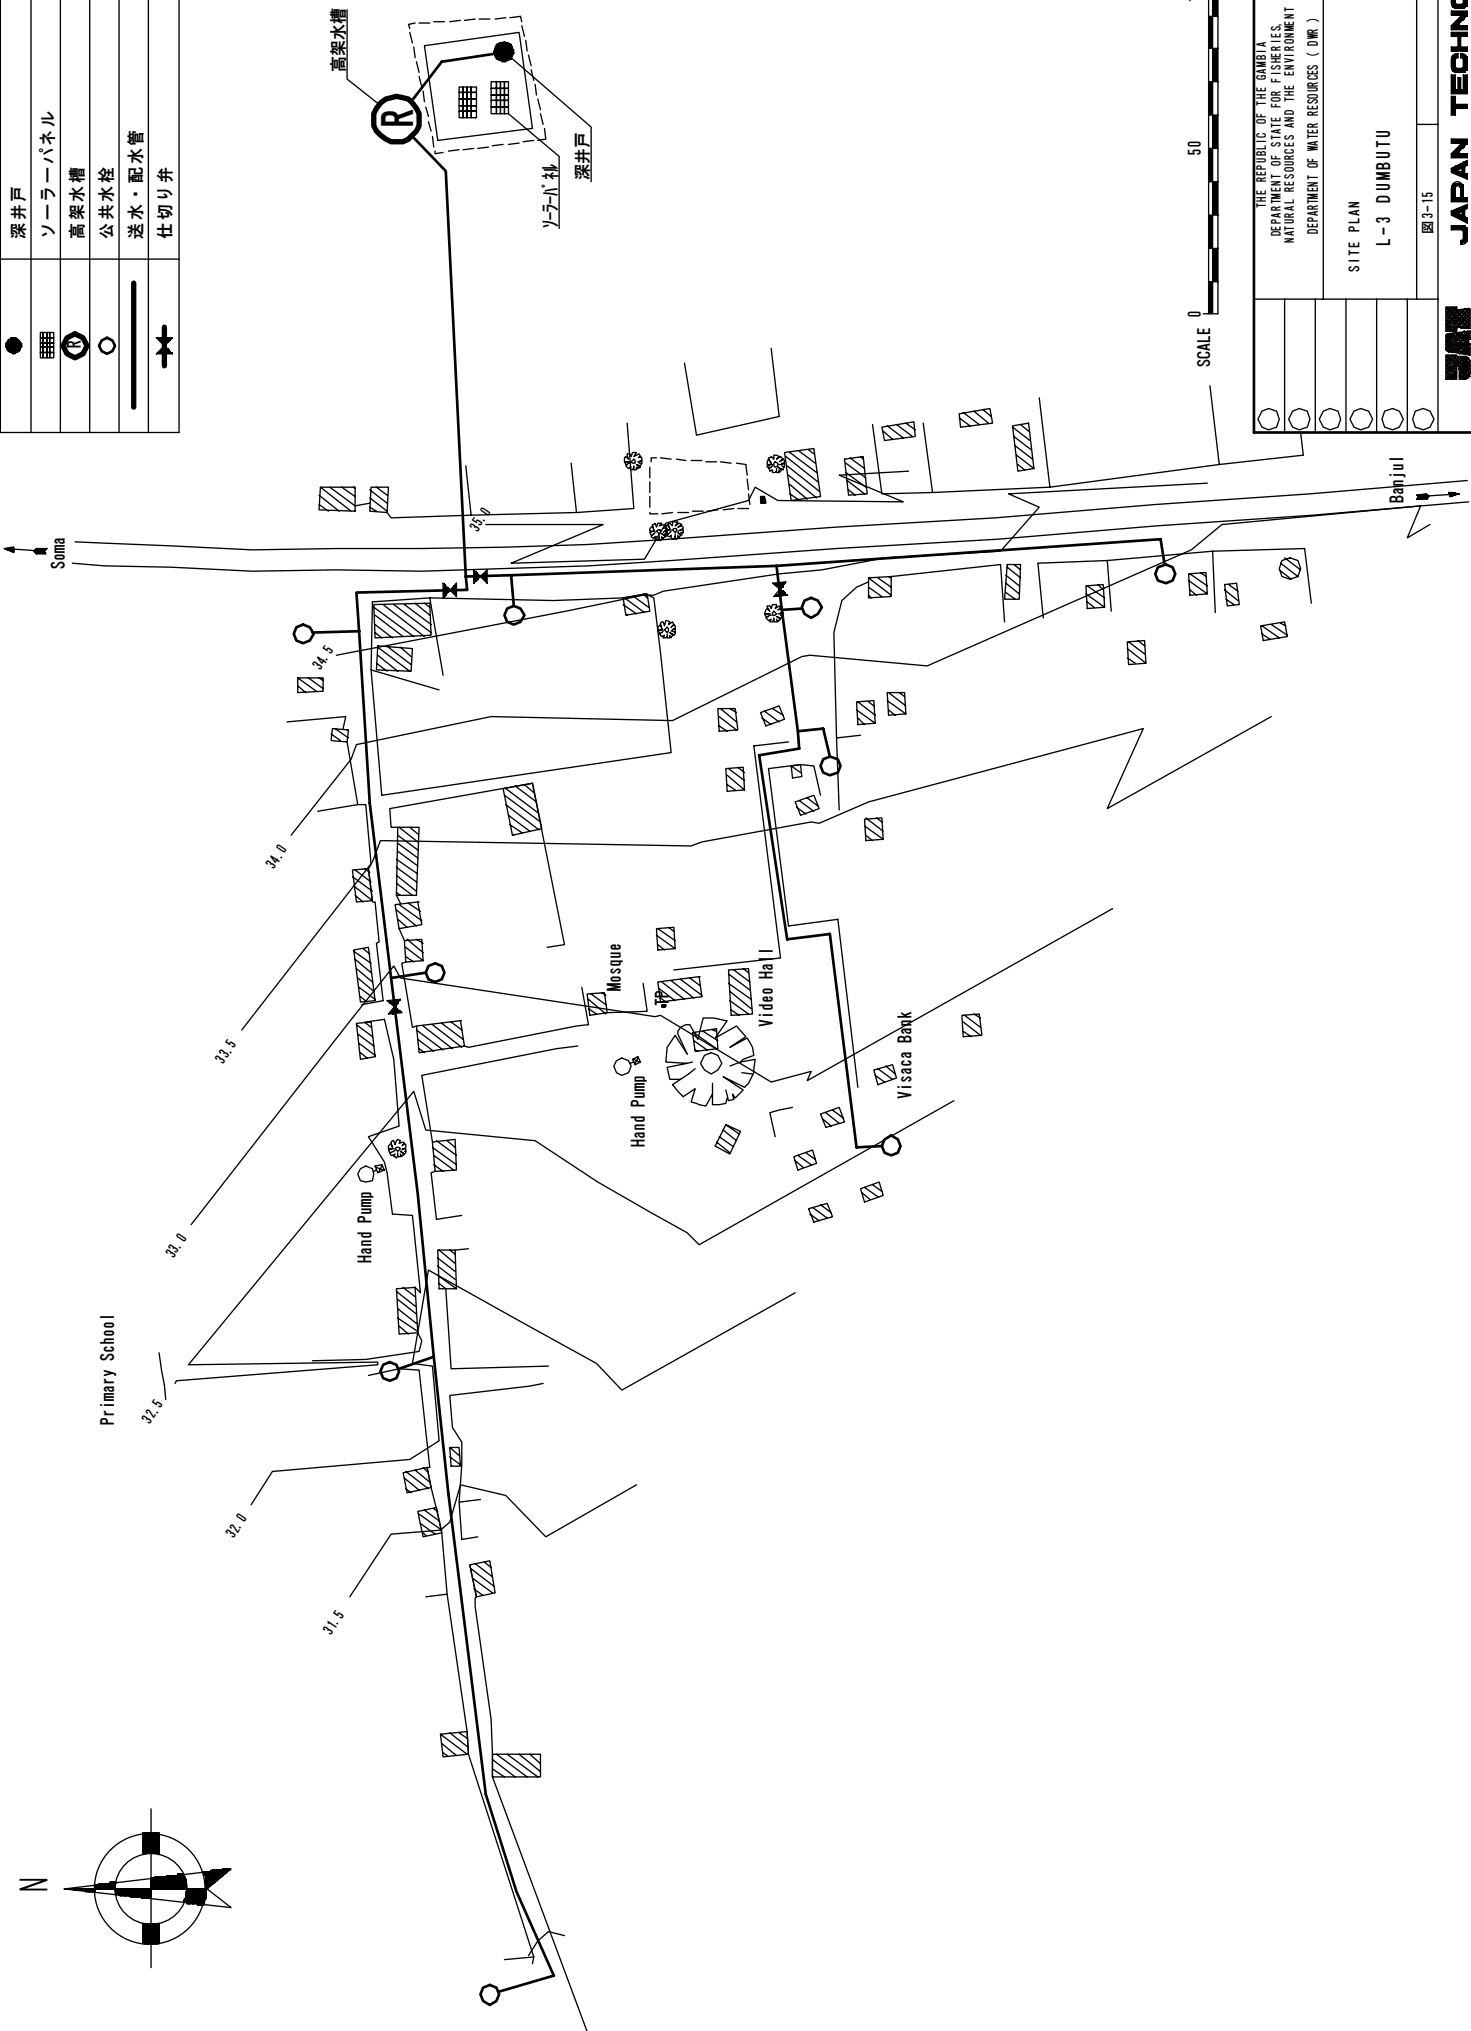 深井戸
ソーラーパネル
R
高架水槽
公共水栓
送水・配水管
仕切り弁
高架水槽
R
ソーラーパネル
深井戸
Soma
35.0
34.5
34.0
33.5
33.0
32.5
32.0
31.5
Primary School
Hand Pump
Hand Pump
Mosque
TP
Video Hall
Visaca Bank
Banjul
N
SCALE
0
50
THE REPUBLIC OF THE GAMBIA
DEPARTMENT OF STATE FOR FISHERIES,
NATURAL RESOURCES AND THE ENVIRONMENT
DEPARTMENT OF WATER RESOURCES ( DWR )
SITE PLAN
L-3 DUMBUTU
図3-15
JAPAN TECHNO